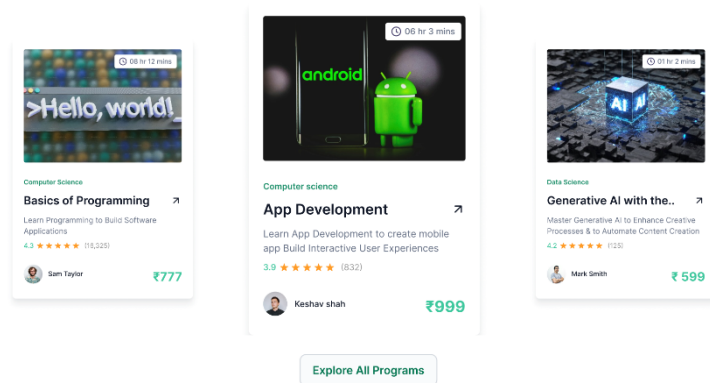 08 hr 12 mins
>Hello, world!_
Computer Science
Basics of Programming
Learn Programming to Build Software
Applications
4.3 (18,325)
Sam Taylor
₹777
06 hr 3 mins
android
Computer science
App Development
Learn App Development to create mobile
app Build Interactive User Experiences
3.9 (832)
Keshav shah
₹999
01 hr 2 mins
AI AI
Data Science
Generative AI with the..
Master Generative AI to Enhance Creative
Processes & to Automate Content Creation
4.2 (125)
Mark Smith
₹ 599
Explore All Programs